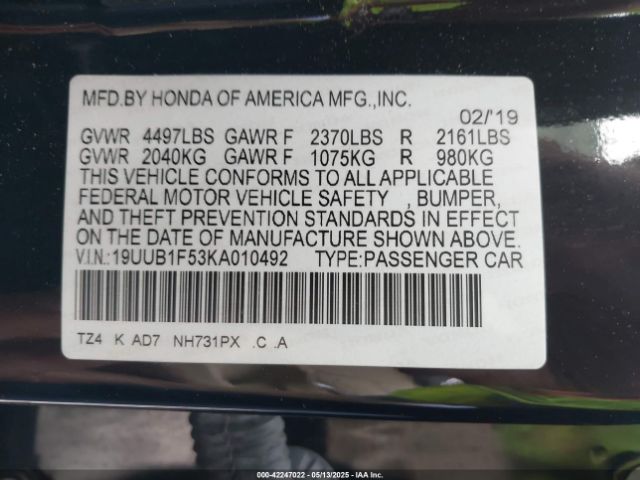 MFD.BY HONDA OF AMERICA MFG.,INC.
02/'19
GVWR 4497LBS GAWR F 2370LBS R 2161LBS
GVWR 2040KG GAWR F 1075KG R 980KG
THIS VEHICLE CONFORMS TO ALL APPLICABLE
FEDERAL MOTOR VEHICLE SAFETY , BUMPER,
AND THEFT PREVENTION STANDARDS IN EFFECT
ON THE DATE OF MANUFACTURE SHOWN ABOVE.
V.I.N.:19UUB1F53KA010492 TYPE:PASSENGER CAR
TZ4 K AD7 NH731PX .C .A
000-42247022 - 05/13/2025 - IAA Inc.